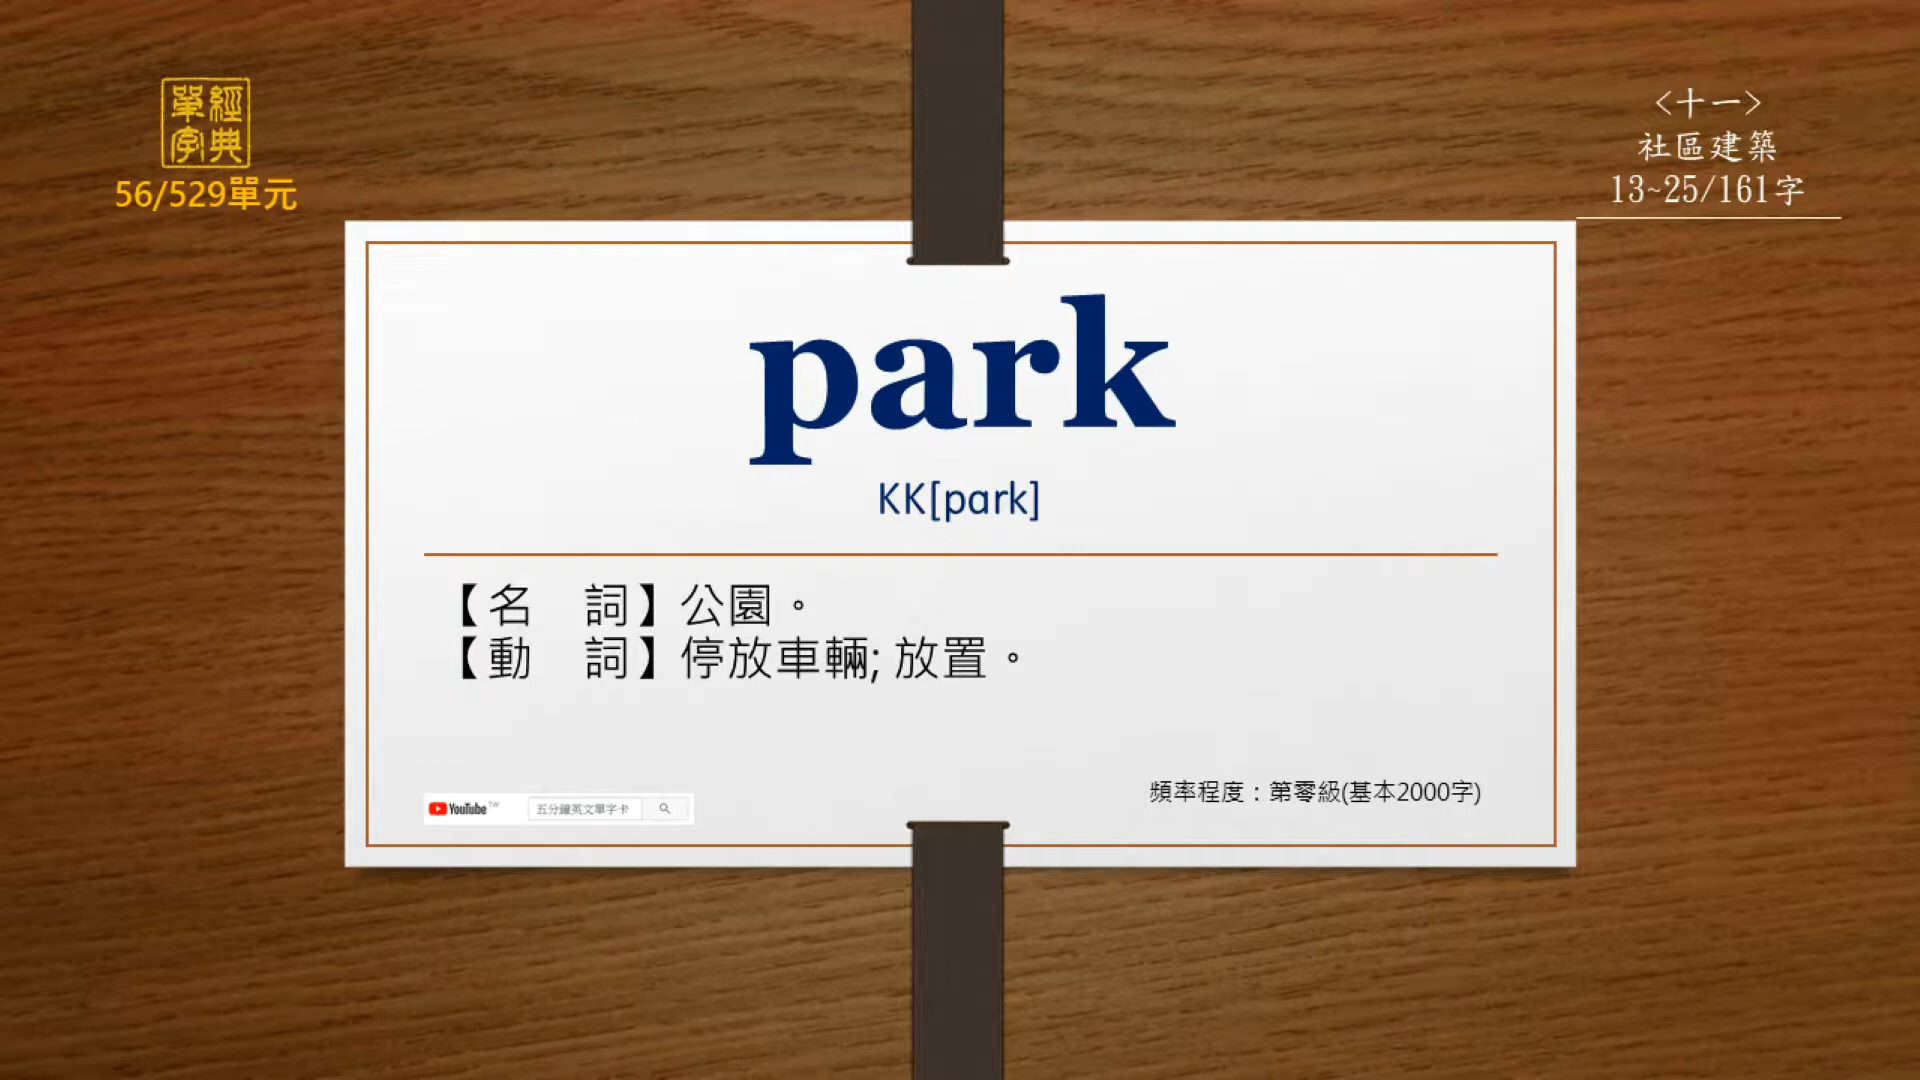 經典
單字
56/529單元
<十一>
社區建築
13~25/161字
park
KK[park]
【名　詞】公園。
【動　詞】停放車輛; 放置。
頻率程度：第零級(基本2000字)
YouTube TW 五分鐘英文單字卡